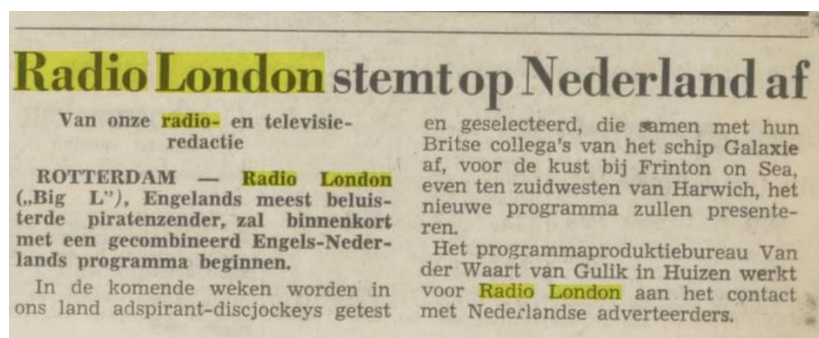 Radio London stemt op Nederland af
Van onze radio- en televisie-
redactie
ROTTERDAM — Radio London
(„Big L”), Engelands meest beluis-
terde piratenzender, zal binnenkort
met een gecombineerd Engels-Neder-
lands programma beginnen.
In de komende weken worden in
ons land adspirant-discjockeys getest
en geselecteerd, die samen met hun
Britse collega's van het schip Galaxie
af, voor de kust bij Frinton on Sea,
even ten zuidwesten van Harwich, het
nieuwe programma zullen presente-
ren.
Het programmaproduktiebureau Van
der Waart van Gulik in Huizen werkt
voor Radio London aan het contact
met Nederlandse adverteerders.